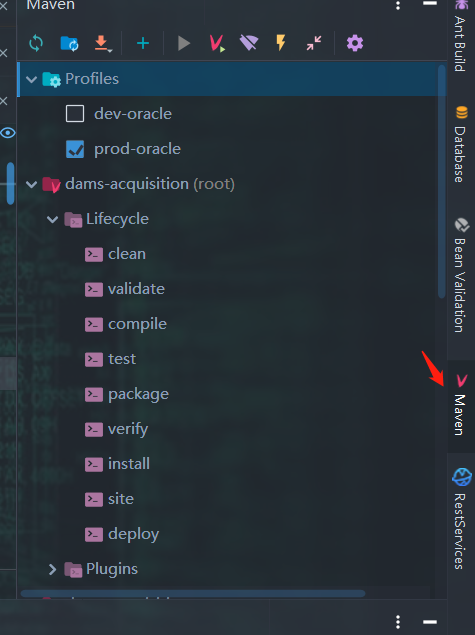 Maven
Profiles
dev-oracle
prod-oracle
dams-acquisition (root)
Lifecycle
clean
validate
compile
test
package
verify
install
site
deploy
Plugins
Ant Build
Database
Bean Validation
Maven
RestServices